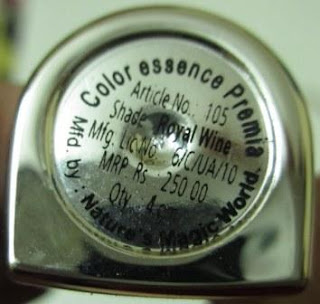 Color essence Premia
Article No.: 105
Shade Royal Wine
Mfg. Lic No 6/C/UA/10
MRP Rs 250.00
Qty 4
Mfd. by : Nature's Magic World.